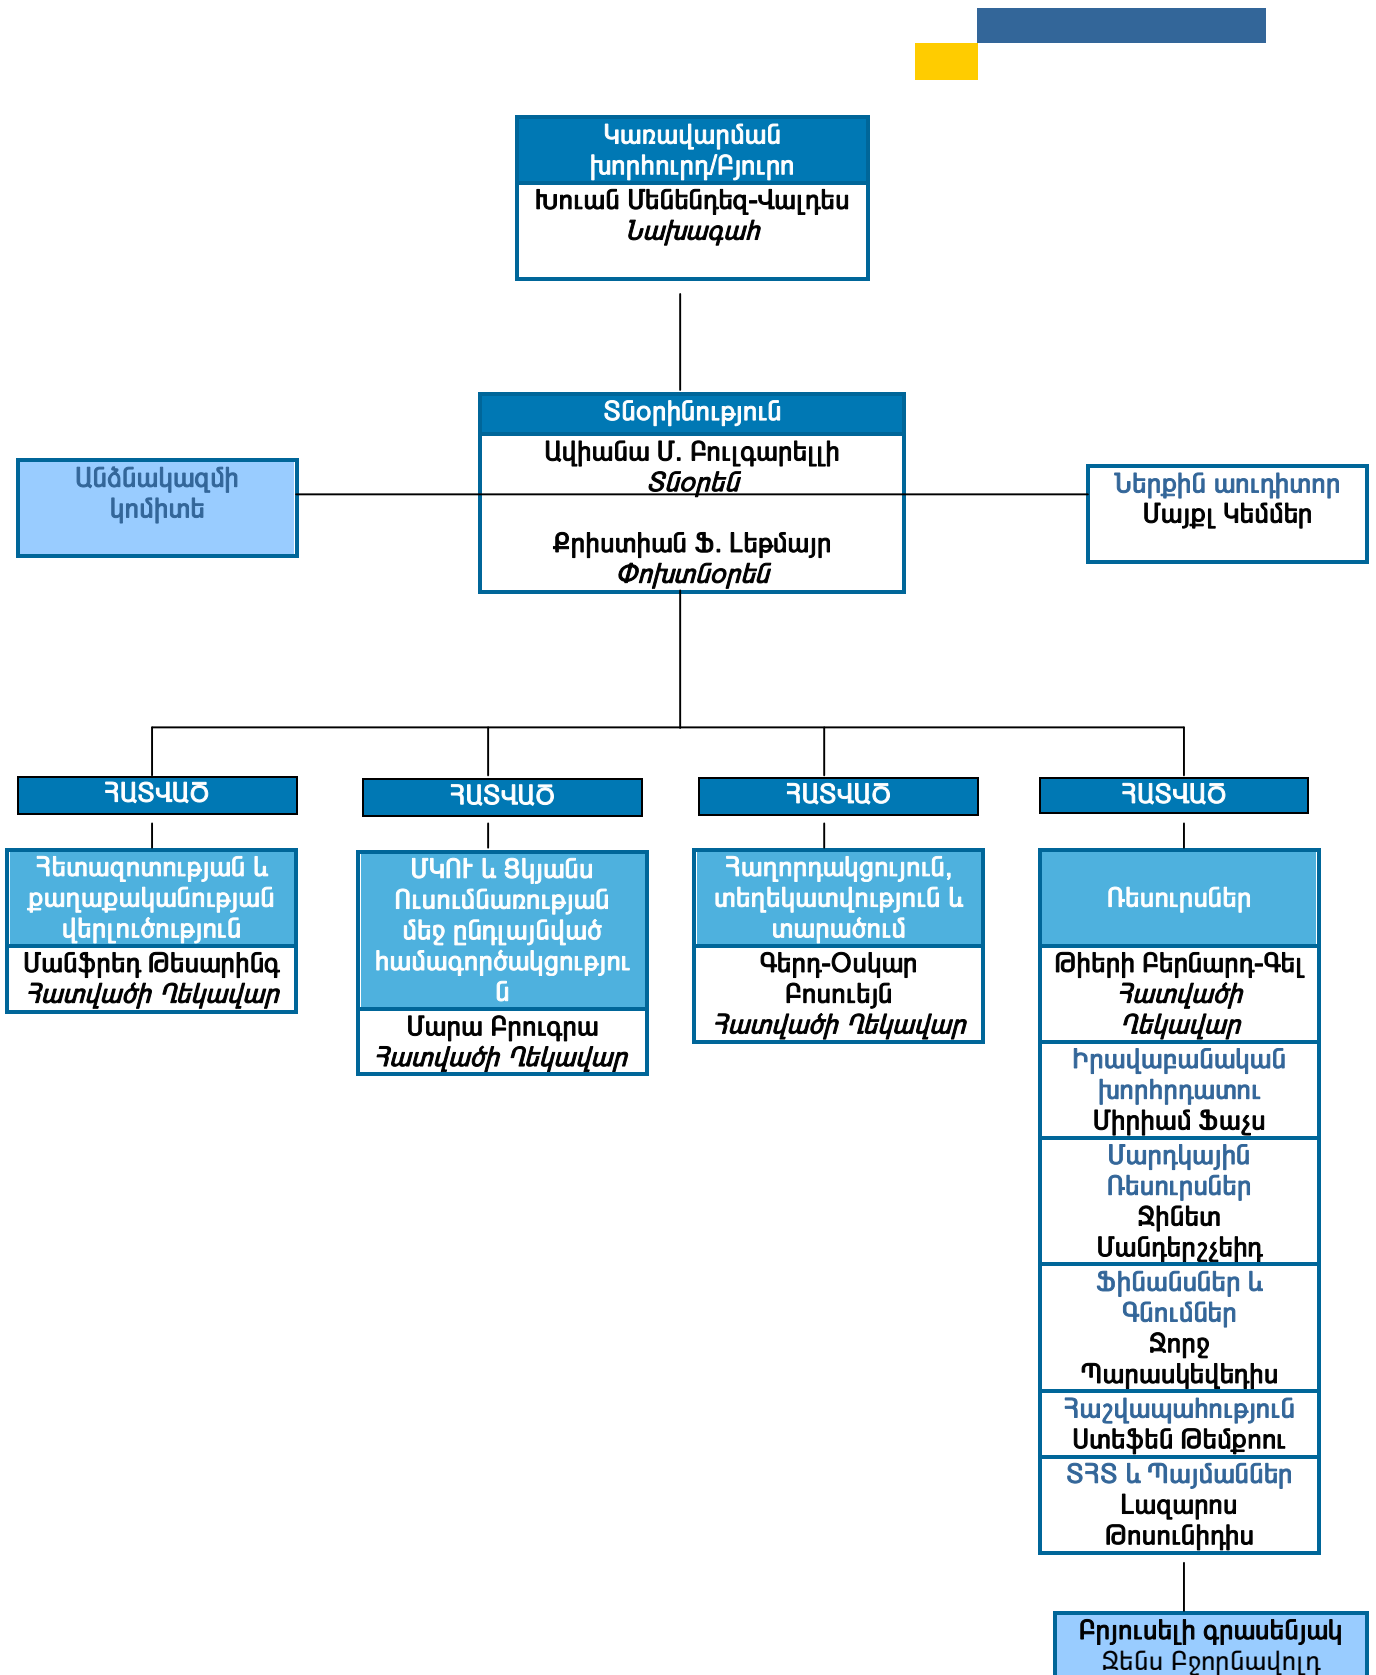 Կառավարման
խորհուրդ/Բյուրո
Խուան Մենենդեզ-Վալդես
Նախագահ
Տնօրինություն
Ավիանա Մ. Բուլգարելլի
Տնօրեն
Քրիստիան Ֆ. Լեթմայր
Փոխտնօրեն
Անձնակազմի
կոմիտե
Ներքին աուդիտոր
Մայքլ Կեմմեր
ՀԱՏՎԱԾ
Հետազոտության և
քաղաքականության
վերլուծություն
Մանֆրեդ Թեսարինգ
Հատվածի Ղեկավար
ՀԱՏՎԱԾ
ՄԿՈՒ և Ցկյանս
Ուսումնառության
մեջ ընդլայնված
համագործակցությու
ն
Մարա Բրուգրա
Հատվածի Ղեկավար
ՀԱՏՎԱԾ
Հաղորդակցույուն,
տեղեկատվություն և
տարածում
Գերդ-Օսկար
Բոսուեյն
Հատվածի Ղեկավար
ՀԱՏՎԱԾ
Ռեսուրսներ
Թիերի Բերնարդ-Գել
Հատվածի
Ղեկավար
Իրավաբանական
խորհրդատու
Միրիամ Ֆաչս
Մարդկային
Ռեսուրսներ
Ջինետ
Մանդերշչեիդ
Ֆինանսներ և
Գնումներ
Ջորջ
Պարասկեվեդիս
Հաշվապահություն
Ստեֆեն Թեմքոու
ՏՀՏ և Պայմաններ
Լազարոս
Թոսունիդիս
Բրյուսելի գրասենյակ
Ջենս Բջորնավոլդ